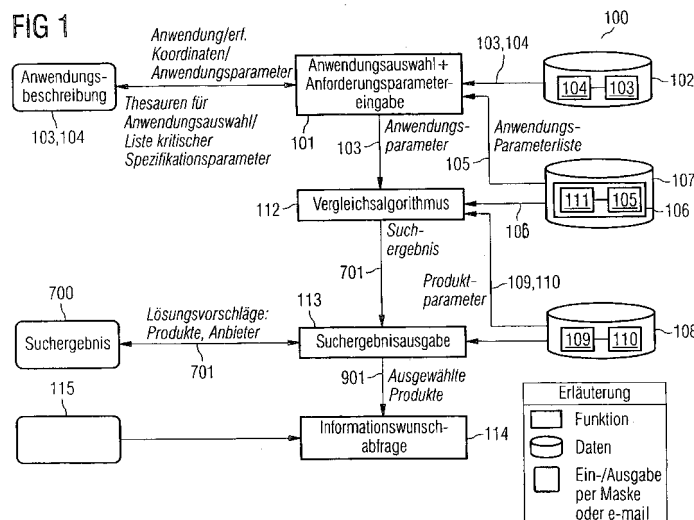 FIG 1
100
Anwendung/erf.
Koordinaten/
Anwendungsparameter
Anwendungs-
beschreibung
103,104
Thesauren für
Anwendungsauswahl/
Liste kritischer
Spezifikationsparameter
Anwendungsauswahl +
Anforderungsparameter-
eingabe
101
103,104
104
103
102
103
Anwendungs-
parameter
105
Anwendungs-
Parameterliste
107
111
105
106
106
112
Vergleichsalgorithmus
Such-
ergebnis
701
Produkt-
parameter
109,110
109
110
108
700
Suchergebnis
Lösungsvorschläge:
Produkte, Anbieter
701
113
Suchergebnisausgabe
901
Ausgewählte
Produkte
115
Informationswunsch-
abfrage
114
Erläuterung
Funktion
Daten
Ein-/Ausgabe
per Maske
oder e-mail